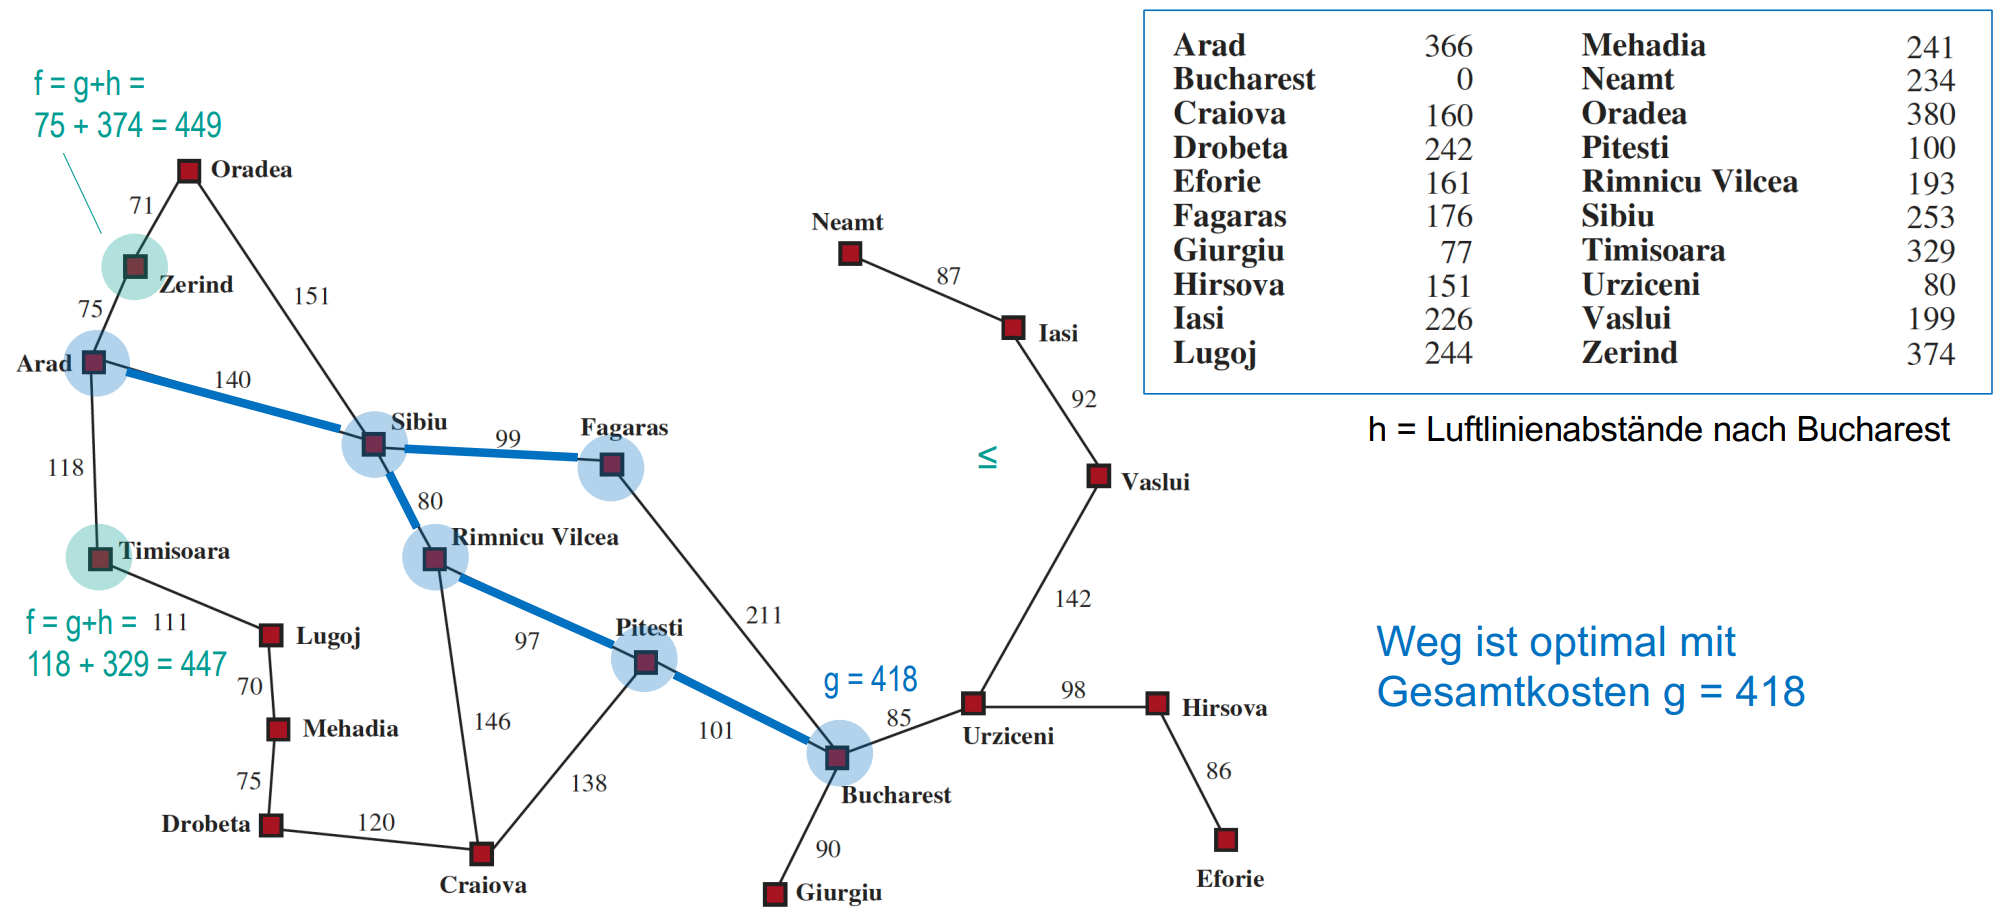 f = g+h =
75 + 374 = 449
Oradea
71
Zerind
151
75
Arad
140
Sibiu
99
Fagaras
118
80
Rimnicu Vilcea
Timisoara
f = g+h =
118 + 329 = 447
111
Lugoj
97
Pitesti
211
70
g = 418
Mehadia
146
101
85
75
138
Bucharest
Drobeta
120
90
Craiova
Giurgiu
Neamt
87
Iasi
92
≤
Vaslui
142
98
Urziceni
Hirsova
86
Eforie
Arad 366 Mehadia 241
Bucharest 0 Neamt 234
Craiova 160 Oradea 380
Drobeta 242 Pitesti 100
Eforie 161 Rimnicu Vilcea 193
Fagaras 176 Sibiu 253
Giurgiu 77 Timisoara 329
Hirsova 151 Urziceni 80
Iasi 226 Vaslui 199
Lugoj 244 Zerind 374
h = Luftlinienabstände nach Bucharest
Weg ist optimal mit
Gesamtkosten g = 418